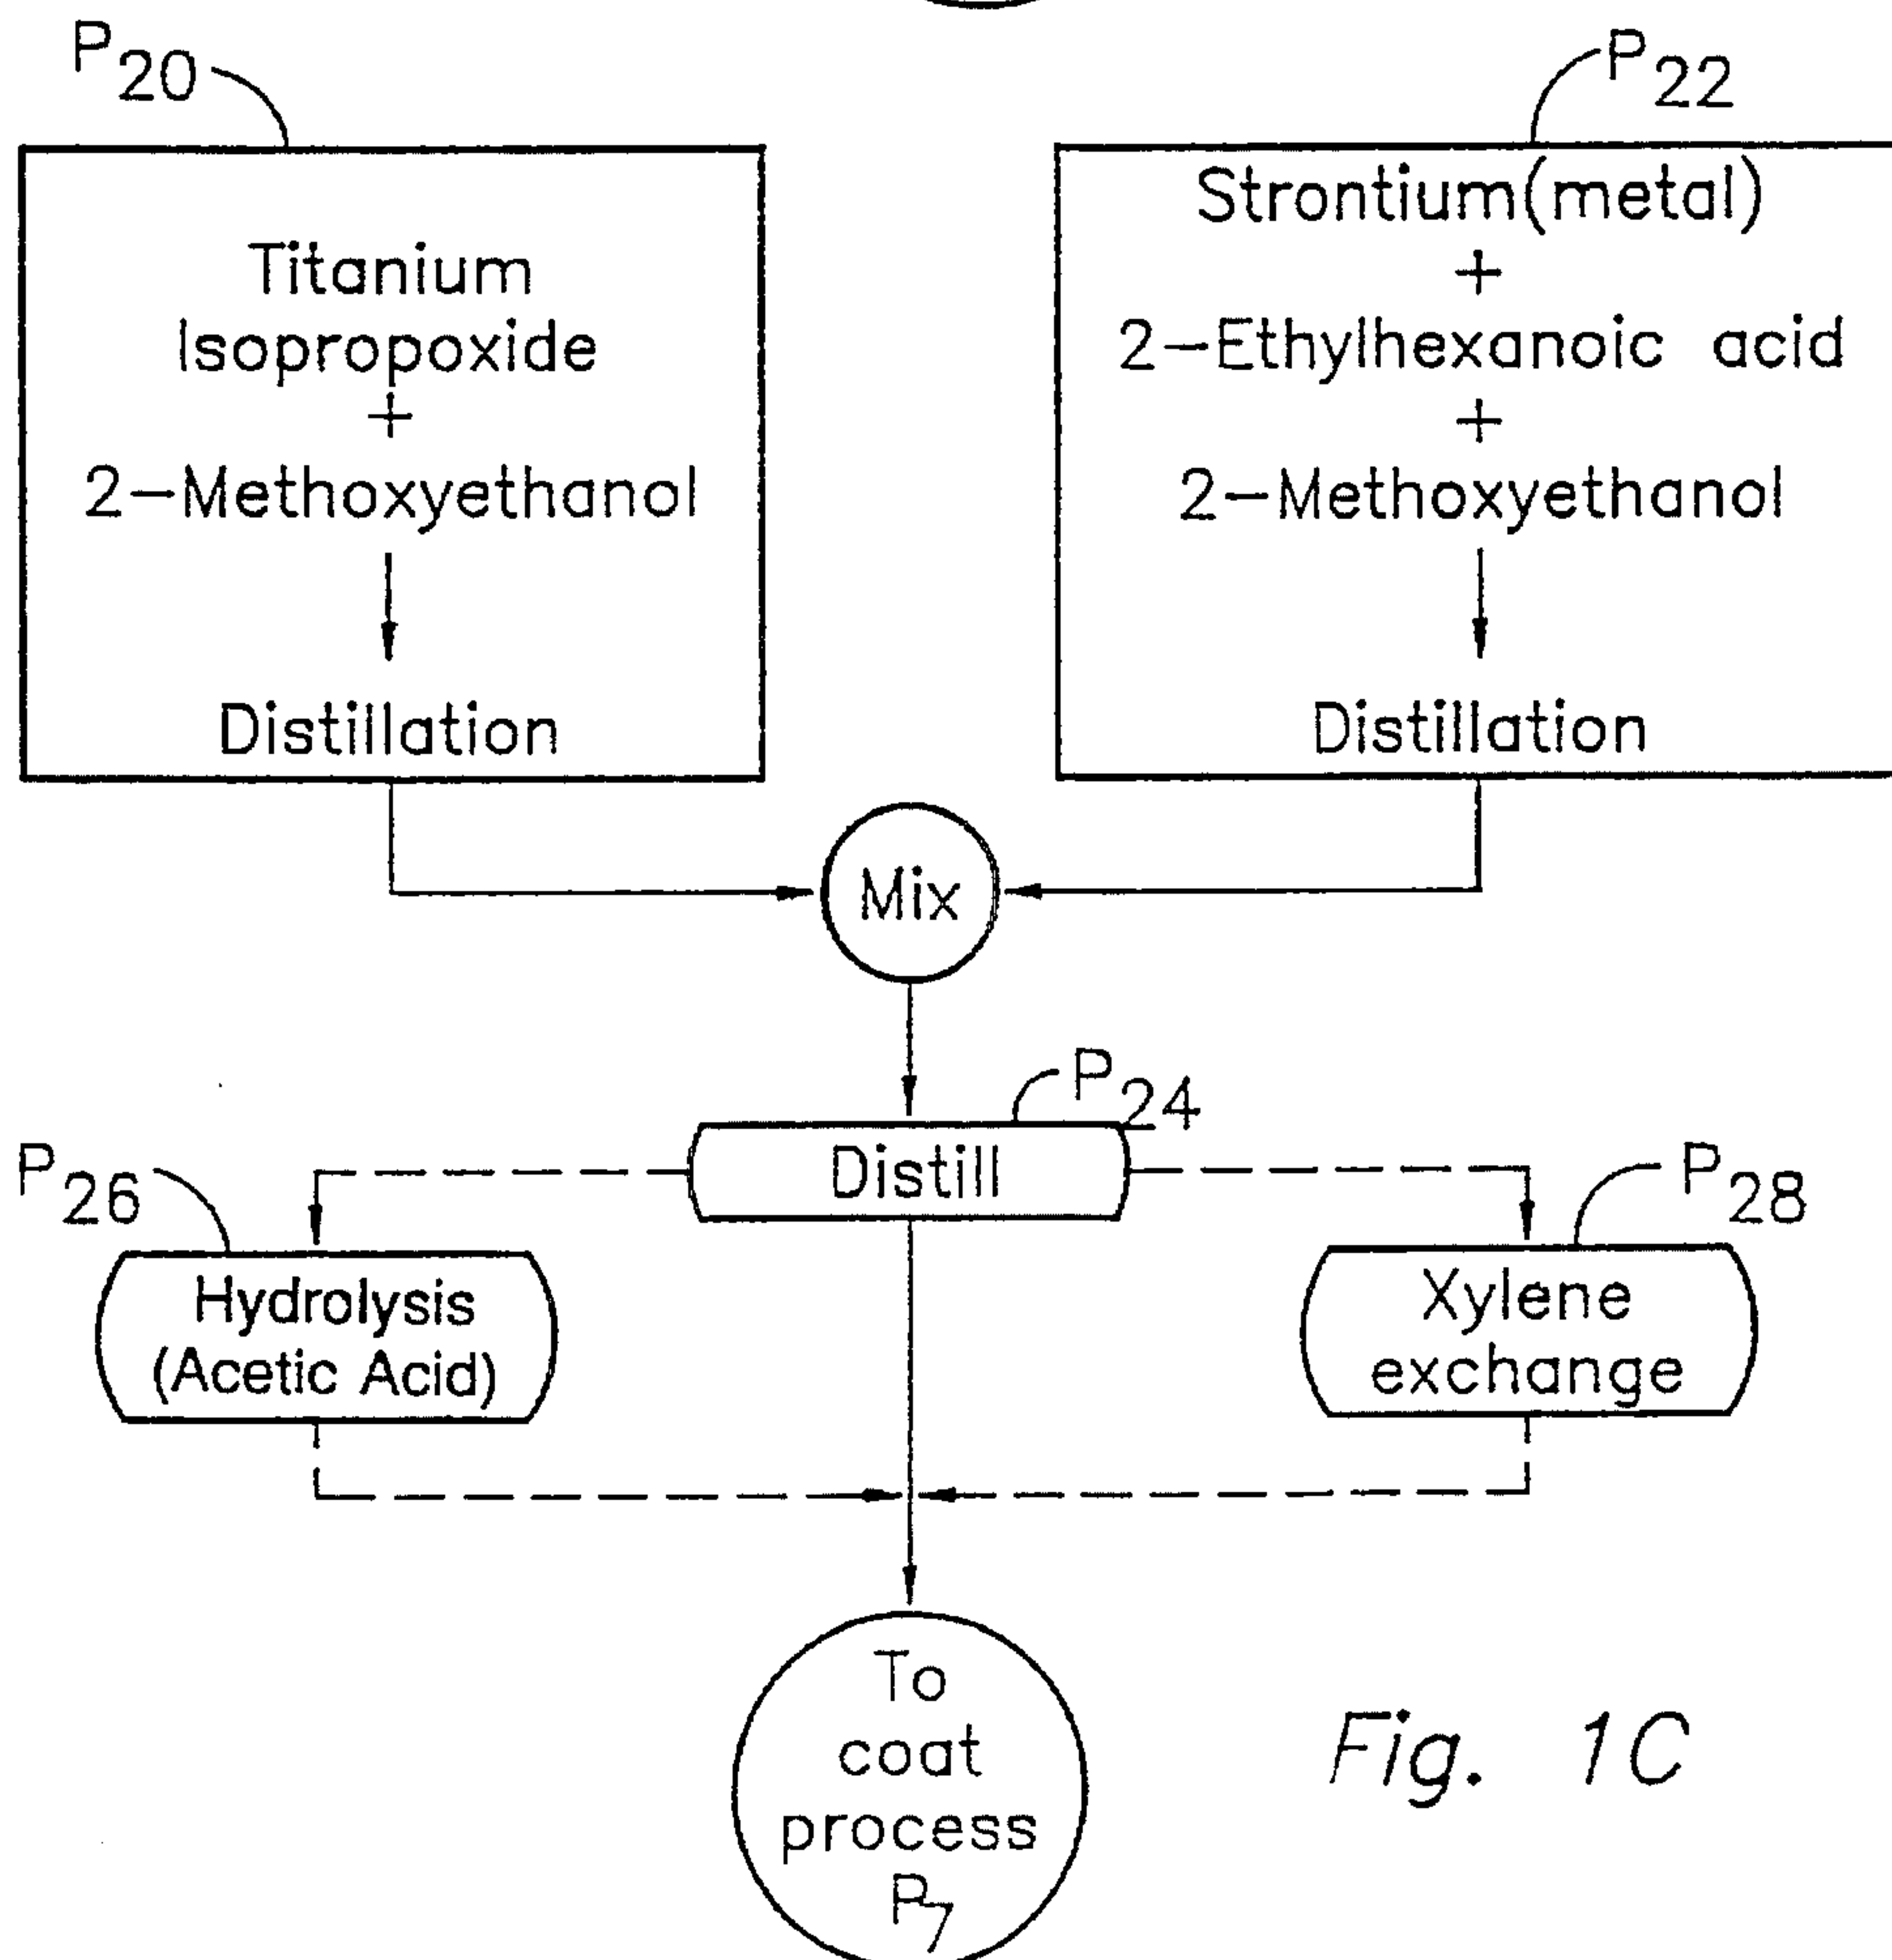 P20
P22
Titanium
Isopropoxide
+
2-Methoxyethanol
Distillation
Strontium(metal)
+
2-Ethylhexanoic acid
+
2-Methoxyethanol
Distillation
Mix
P24
Distill
P26
Hydrolysis
(Acetic Acid)
P28
Xylene
exchange
To
coat
process
P7
Fig. 1C